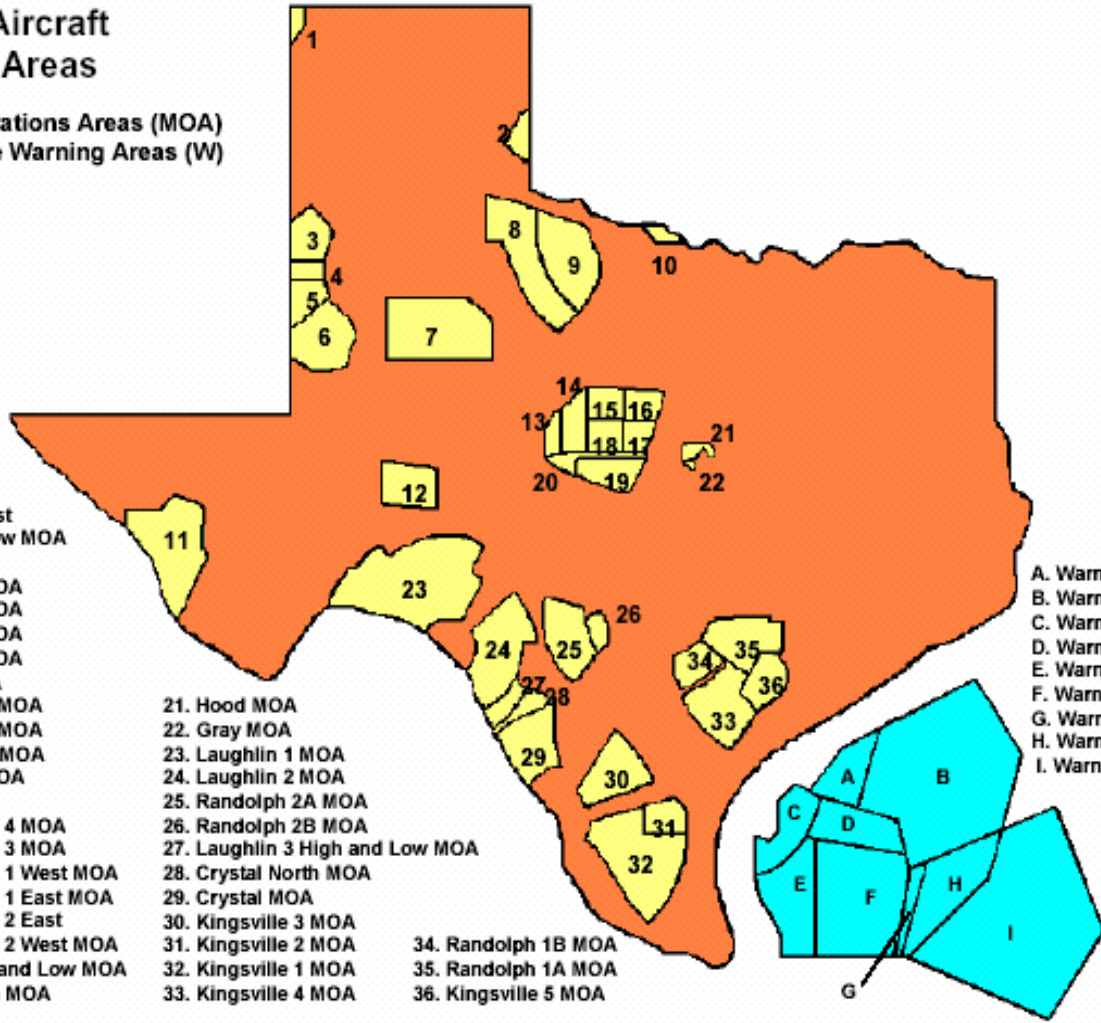 Aircraft
Areas
ations Areas (MOA)
Warning Areas (W)
1
2
3
4
5
6
7
8
9
10
11
12
13
14
15
16
17
18
19
20
21
22
23
24
25
26
27
28
29
30
31
32
33
34
35
36
st
w MOA
OA
OA
OA
OA
MOA
MOA
MOA
OA
4 MOA
3 MOA
1 West MOA
1 East MOA
2 East
2 West MOA
and Low MOA
MOA
21. Hood MOA
22. Gray MOA
23. Laughlin 1 MOA
24. Laughlin 2 MOA
25. Randolph 2A MOA
26. Randolph 2B MOA
27. Laughlin 3 High and Low MOA
28. Crystal North MOA
29. Crystal MOA
30. Kingsville 3 MOA
31. Kingsville 2 MOA
32. Kingsville 1 MOA
33. Kingsville 4 MOA
34. Randolph 1B MOA
35. Randolph 1A MOA
36. Kingsville 5 MOA
A. Warn
B. Warn
C. Warn
D. Warn
E. Warn
F. Warn
G. Warn
H. Warn
I. Warn
A
B
C
D
E
F
G
H
I